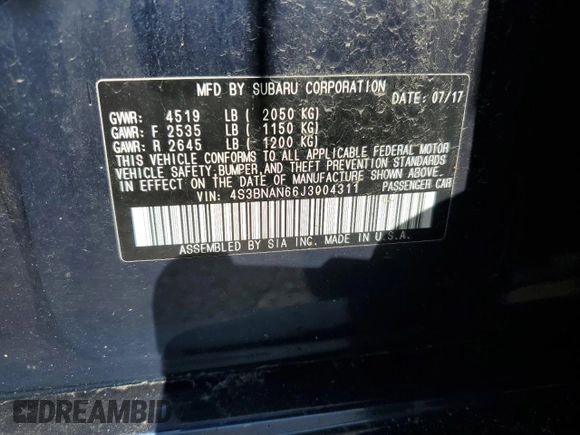 MFD BY SUBARU CORPORATION
DATE: 07/17
GVWR: 4519 LB ( 2050 KG)
GAWR: F 2535 LB ( 1150 KG)
GAWR: R 2645 LB ( 1200 KG)
THIS VEHICLE CONFORMS TO ALL APPLICABLE FEDERAL MOTOR
VEHICLE SAFETY, BUMPER, AND THEFT PREVENTION STANDARDS
IN EFFECT ON THE DATE OF MANUFACTURE SHOWN ABOVE.
VIN: 4S3BNAN66J3004311 PASSENGER CAR
ASSEMBLED BY SIA INC. MADE IN U.S.A.
DREAMBID